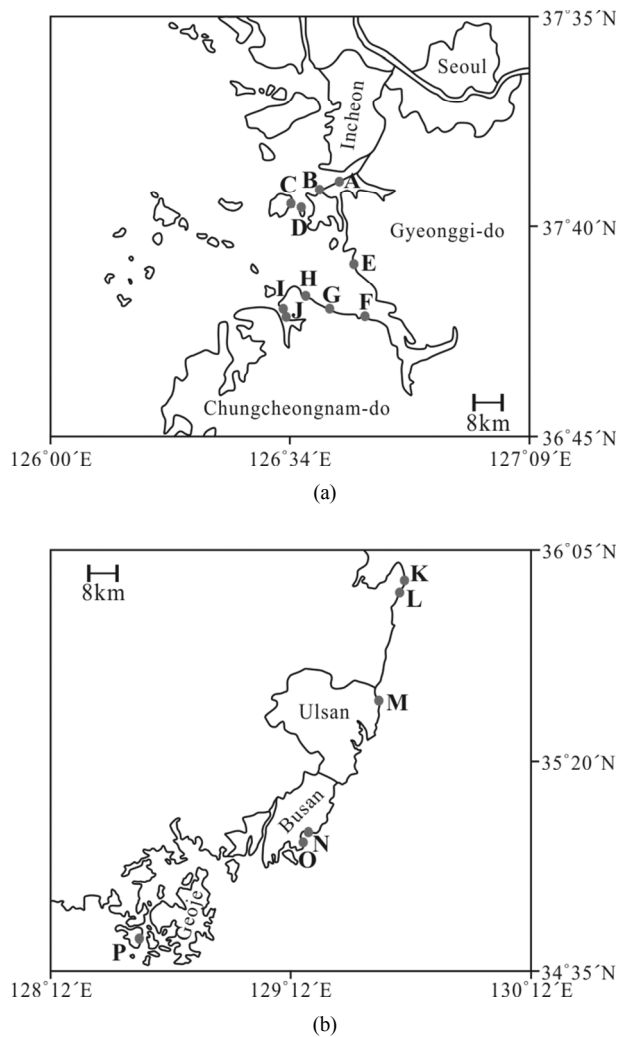 37°35´N
Seoul
Incheon
B
A
C
D
Gyeonggi-do
37°40´N
E
H
I
G
F
J
Chungcheongnam-do
8km
36°45´N
126°00´E
126°34´E
127°09´E
(a)
36°05´N
8km
K
L
Ulsan
M
35°20´N
Busan
N
O
Geoje
P
34°35´N
128°12´E
129°12´E
130°12´E
(b)